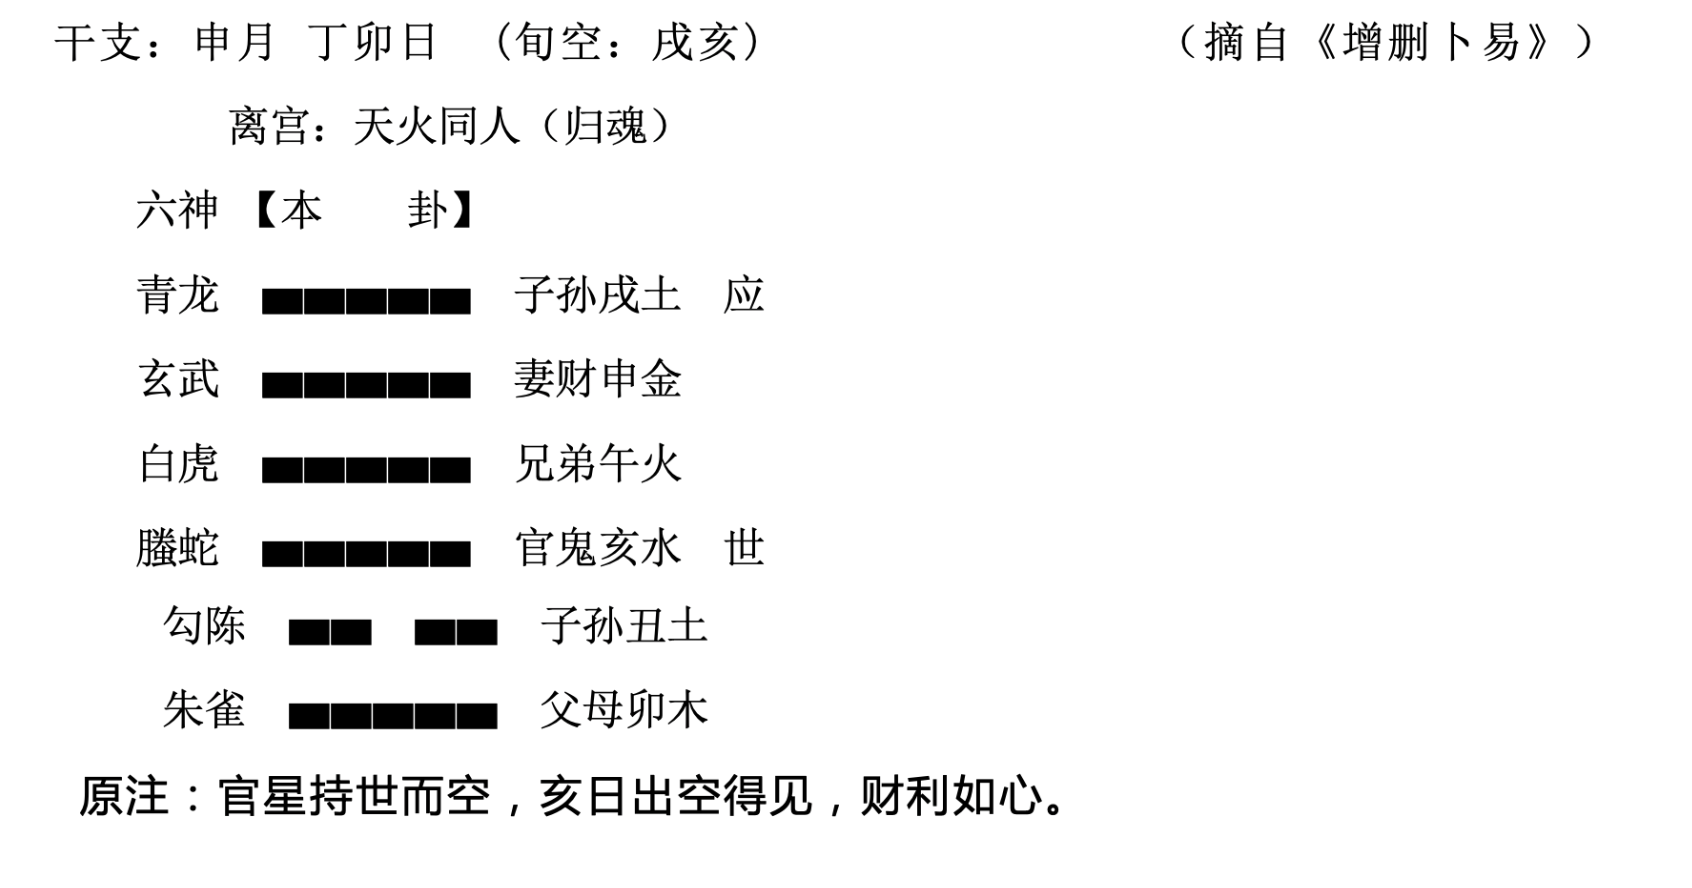 干支：申月 丁卯日 （旬空：戌亥） （摘自《增删卜易》）
离宫：天火同人（归魂）
六神 【本 卦】
青龙 子孙戌土 应
玄武 妻财申金
白虎 兄弟午火
螣蛇 官鬼亥水 世
勾陈 子孙丑土
朱雀 父母卯木
原注：官星持世而空，亥日出空得见，财利如心。